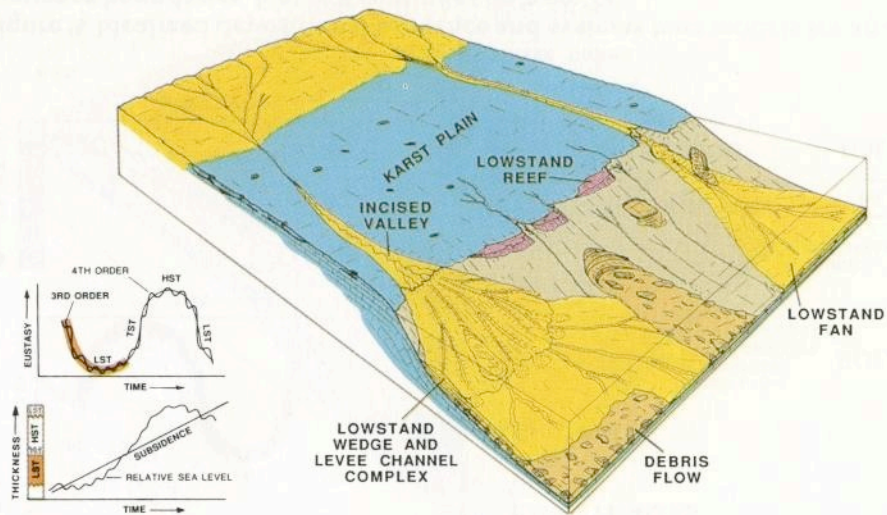 KARST PLAIN
LOWSTAND
REEF
INCISED
VALLEY
LOWSTAND
FAN
LOWSTAND
WEDGE AND
LEVEE CHANNEL
COMPLEX
DEBRIS
FLOW
4TH ORDER
HST
3RD ORDER
TST
LST
LST
EUSTASY
TIME
THICKNESS
HST
LST
SUBSIDENCE
RELATIVE SEA LEVEL
TIME